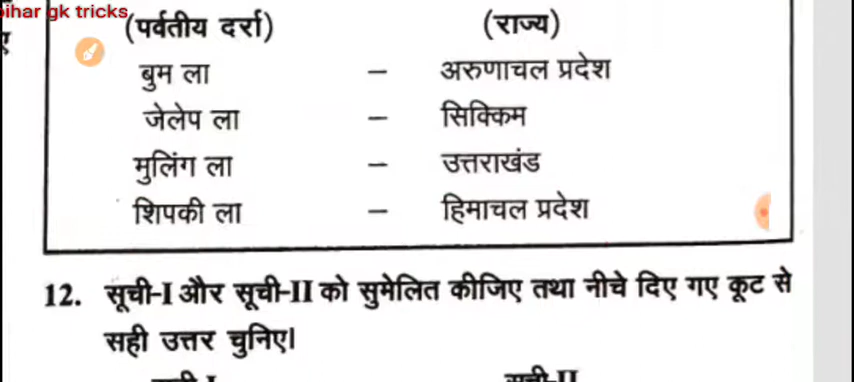 bihar gk tricks
(पर्वतीय दर्रा) (राज्य)
बुम ला – अरुणाचल प्रदेश
जेलेप ला – सिक्किम
मुलिंग ला – उत्तराखंड
शिपकी ला – हिमाचल प्रदेश
12. सूची-I और सूची-II को सुमेलित कीजिए तथा नीचे दिए गए कूट से
सही उत्तर चुनिए।